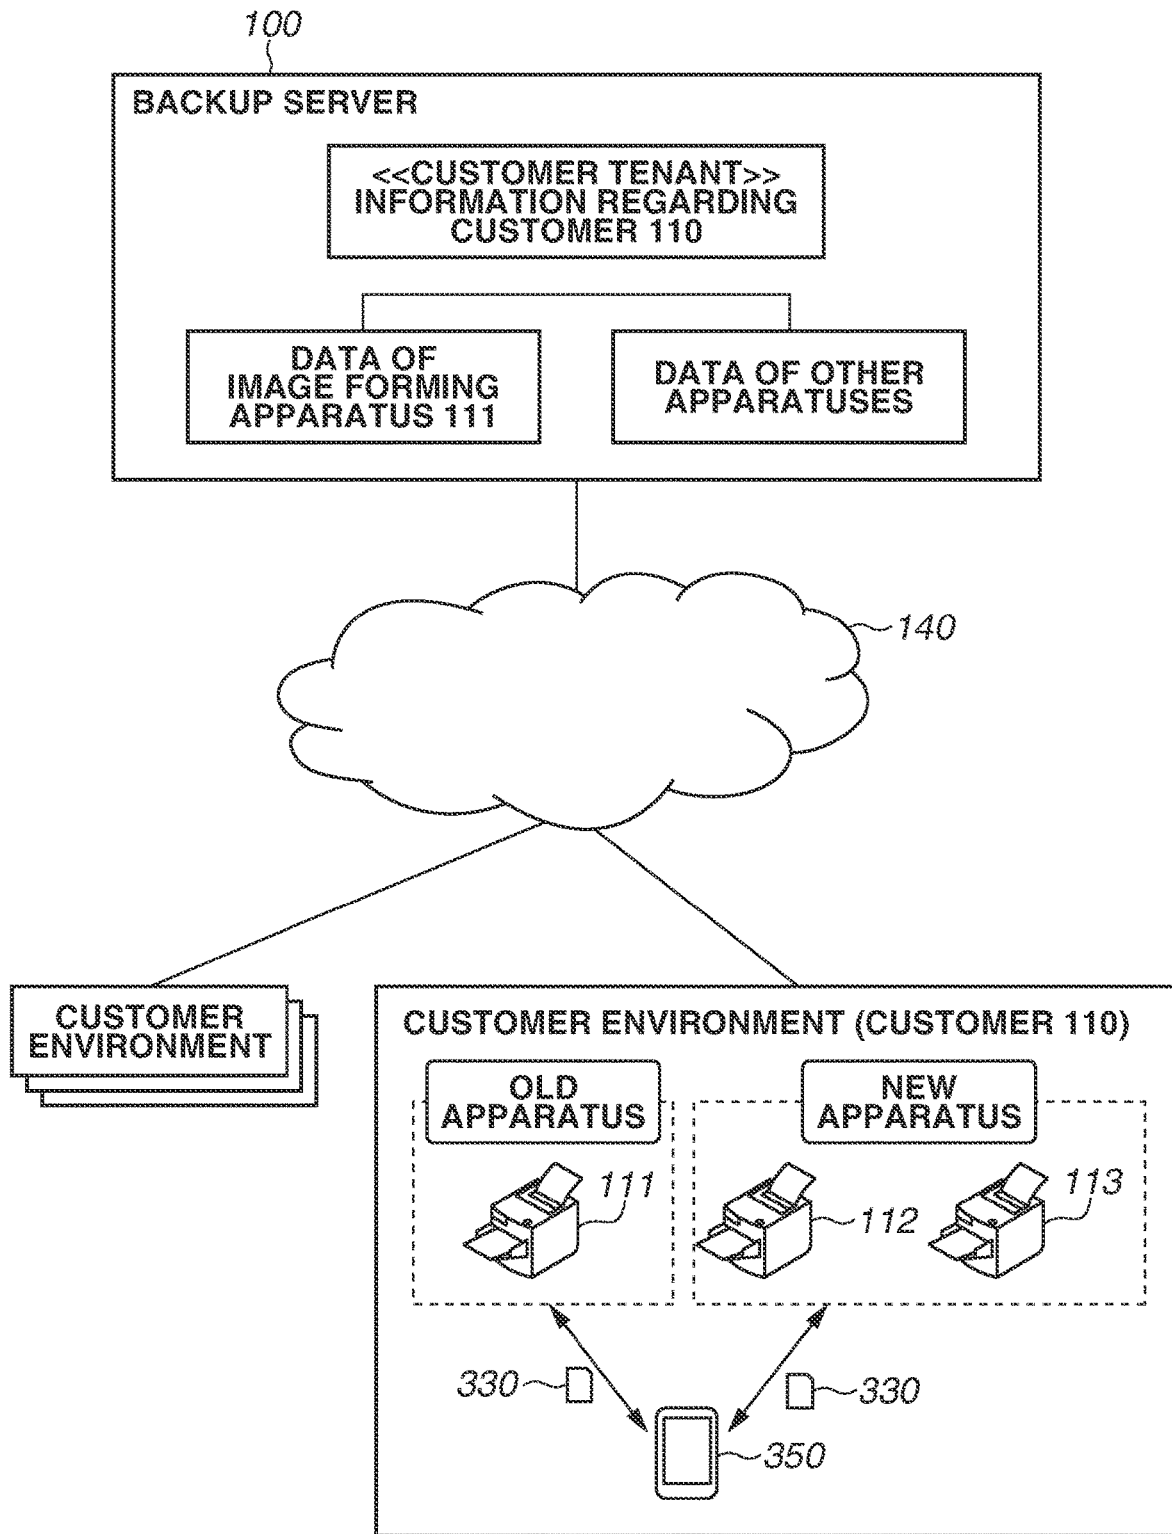 100
BACKUP SERVER
<<CUSTOMER TENANT>>
INFORMATION REGARDING
CUSTOMER 110
DATA OF
IMAGE FORMING
APPARATUS 111
DATA OF OTHER
APPARATUSES
140
CUSTOMER
ENVIRONMENT
CUSTOMER ENVIRONMENT (CUSTOMER 110)
OLD
APPARATUS
NEW
APPARATUS
111
112
113
330
330
350